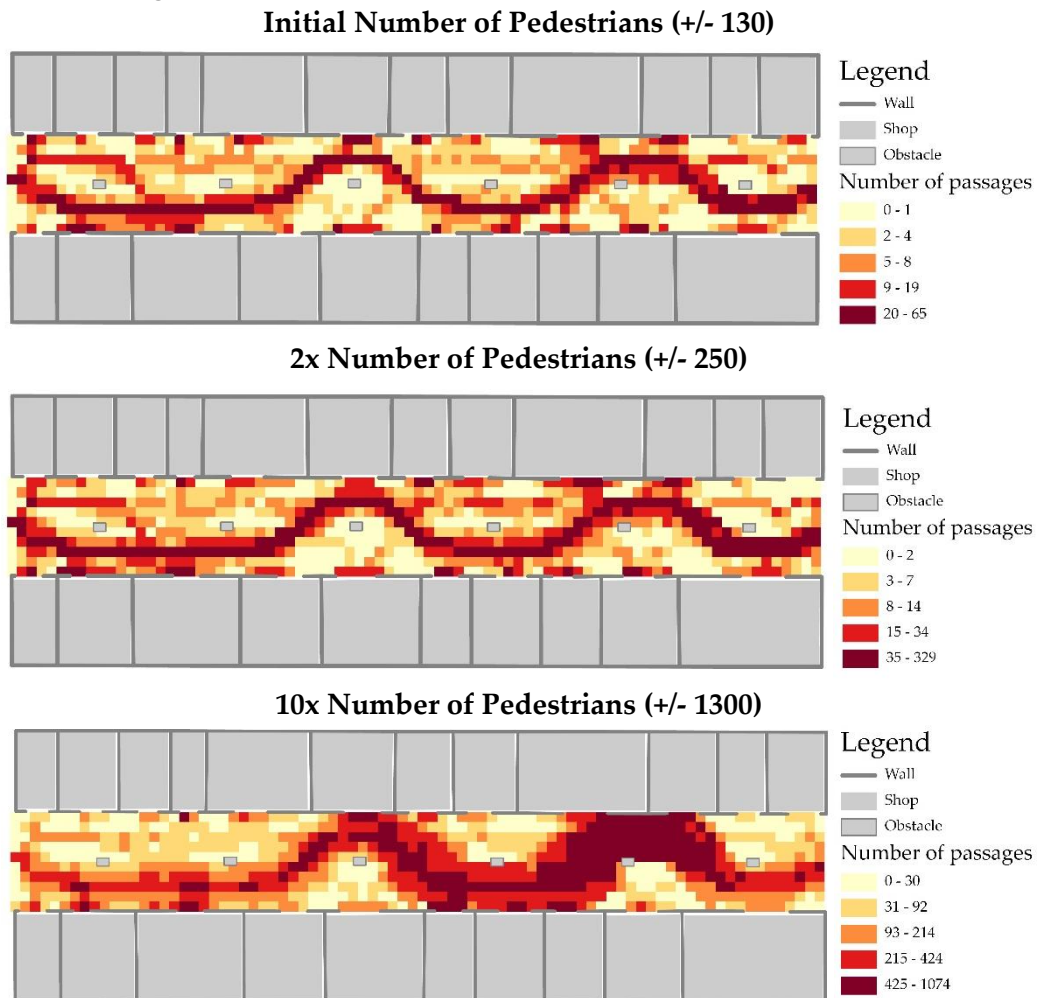 Initial Number of Pedestrians (+/- 130)
Legend
Wall
Shop
Obstacle
Number of passages
0 - 1
2 - 4
5 - 8
9 - 19
20 - 65
2x Number of Pedestrians (+/- 250)
Legend
Wall
Shop
Obstacle
Number of passages
0 - 2
3 - 7
8 - 14
15 - 34
35 - 329
10x Number of Pedestrians (+/- 1300)
Legend
Wall
Shop
Obstacle
Number of passages
0 - 30
31 - 92
93 - 214
215 - 424
425 - 1074